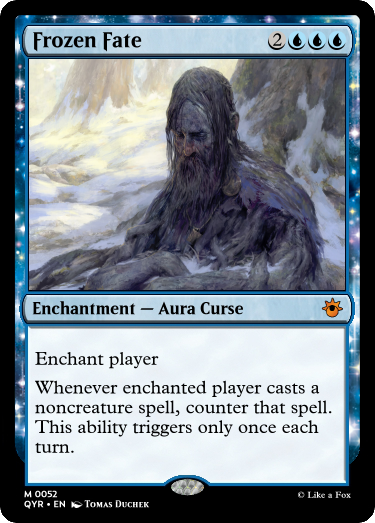 Frozen Fate 2
Enchantment — Aura Curse
Enchant player
Whenever enchanted player casts a
noncreature spell, counter that spell.
This ability triggers only once each
turn.
M 0052
QYR • EN Tomas Duchek
© Like a Fox